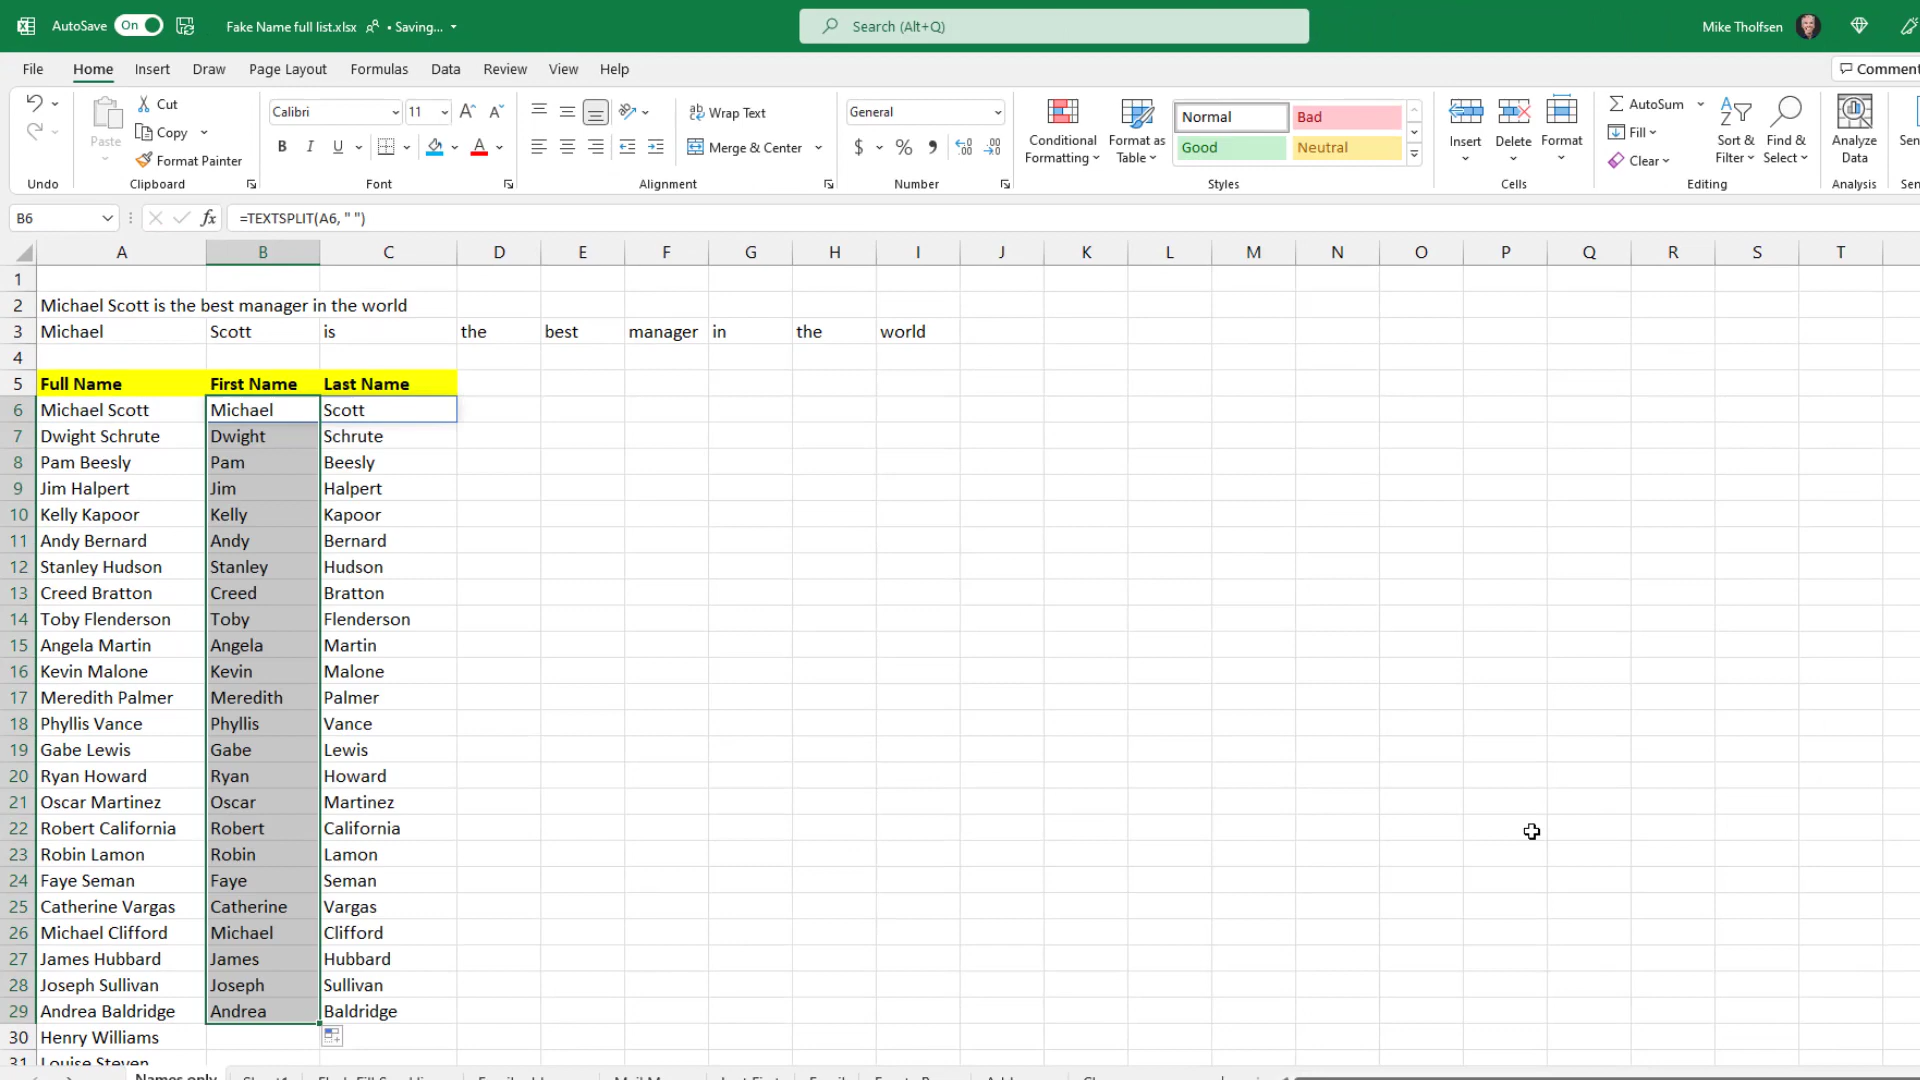 AutoSave On Fake Name full list.xlsx • Saving... Search (Alt+Q) Mike Tholfsen
File Home Insert Draw Page Layout Formulas Data Review View Help Comment
Undo
Paste Cut Copy Format Painter Clipboard
Calibri 11 B I U A Font
Wrap Text Merge & Center Alignment
General $ % Number
Conditional Formatting Format as Table Normal Bad Good Neutral Styles
Insert Delete Format Cells
AutoSum Fill Clear Sort & Filter Find & Select Editing
Analyze Data Analysis
B6 fx =TEXTSPLIT(A6, " ")
A B C D E F G H I J K L M N O P Q R S T
1
2 Michael Scott is the best manager in the world
3 Michael Scott is the best manager in the world
4
5 Full Name First Name Last Name
6 Michael Scott Michael Scott
7 Dwight Schrute Dwight Schrute
8 Pam Beesly Pam Beesly
9 Jim Halpert Jim Halpert
10 Kelly Kapoor Kelly Kapoor
11 Andy Bernard Andy Bernard
12 Stanley Hudson Stanley Hudson
13 Creed Bratton Creed Bratton
14 Toby Flenderson Toby Flenderson
15 Angela Martin Angela Martin
16 Kevin Malone Kevin Malone
17 Meredith Palmer Meredith Palmer
18 Phyllis Vance Phyllis Vance
19 Gabe Lewis Gabe Lewis
20 Ryan Howard Ryan Howard
21 Oscar Martinez Oscar Martinez
22 Robert California Robert California
23 Robin Lamon Robin Lamon
24 Faye Seman Faye Seman
25 Catherine Vargas Catherine Vargas
26 Michael Clifford Michael Clifford
27 James Hubbard James Hubbard
28 Joseph Sullivan Joseph Sullivan
29 Andrea Baldridge Andrea Baldridge
30 Henry Williams
31 Louise Steven
Names only Sheet1